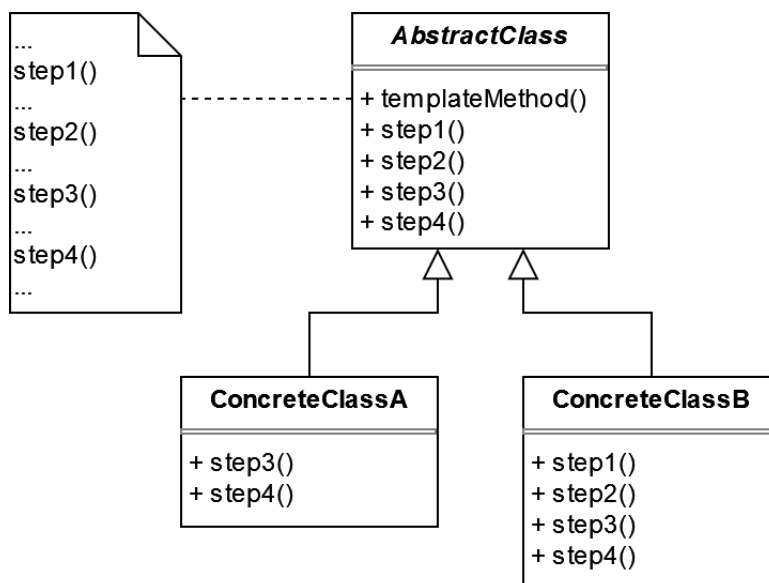 ...
step1()
...
step2()
...
step3()
...
step4()
...
AbstractClass
+ templateMethod()
+ step1()
+ step2()
+ step3()
+ step4()
ConcreteClassA
+ step3()
+ step4()
ConcreteClassB
+ step1()
+ step2()
+ step3()
+ step4()